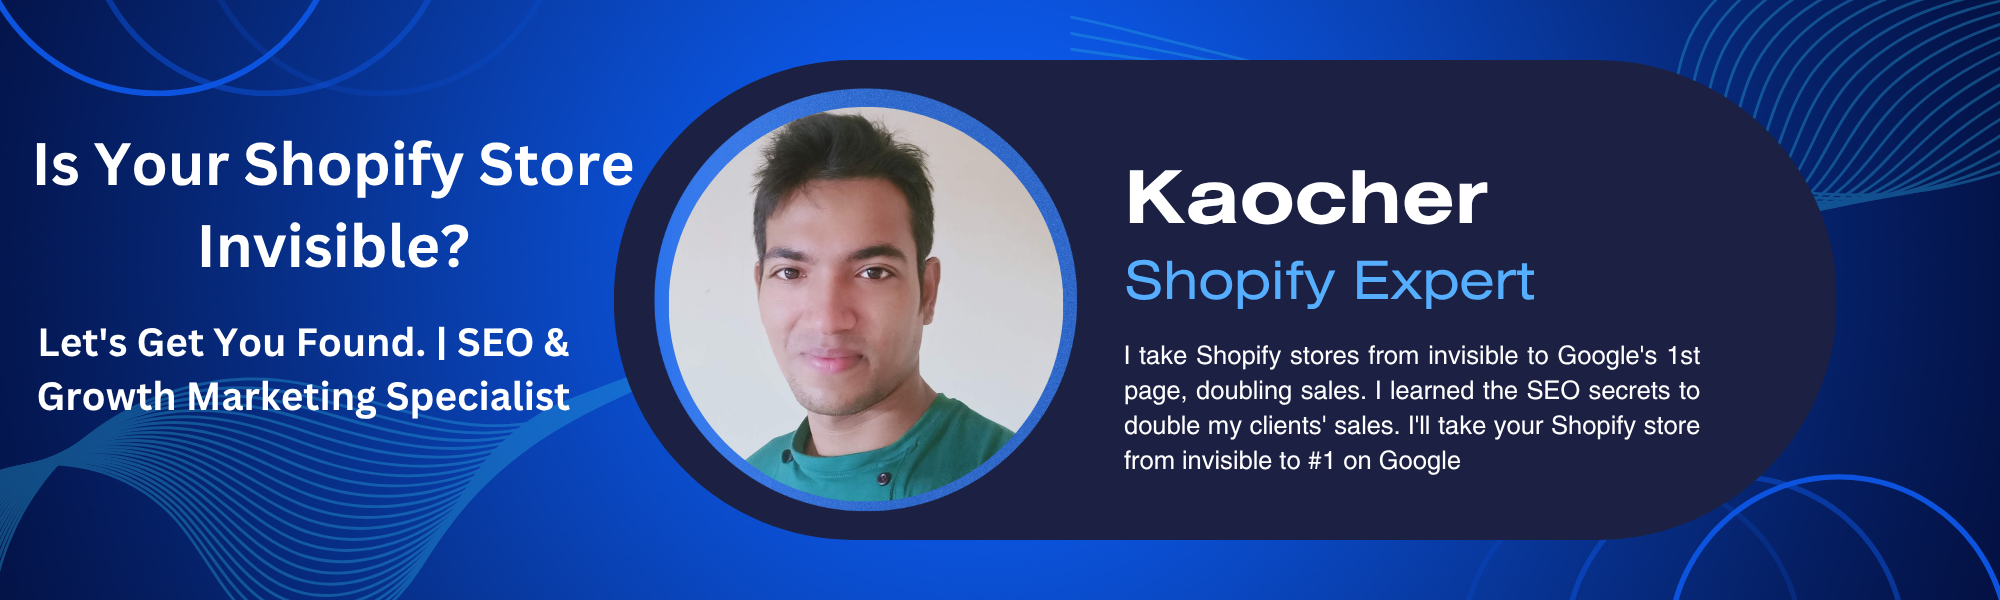 Is Your Shopify Store
Invisible?
Let's Get You Found. | SEO &
Growth Marketing Specialist
Kaocher
Shopify Expert
I take Shopify stores from invisible to Google's 1st
page, doubling sales. I learned the SEO secrets to
double my clients' sales. I'll take your Shopify store
from invisible to #1 on Google